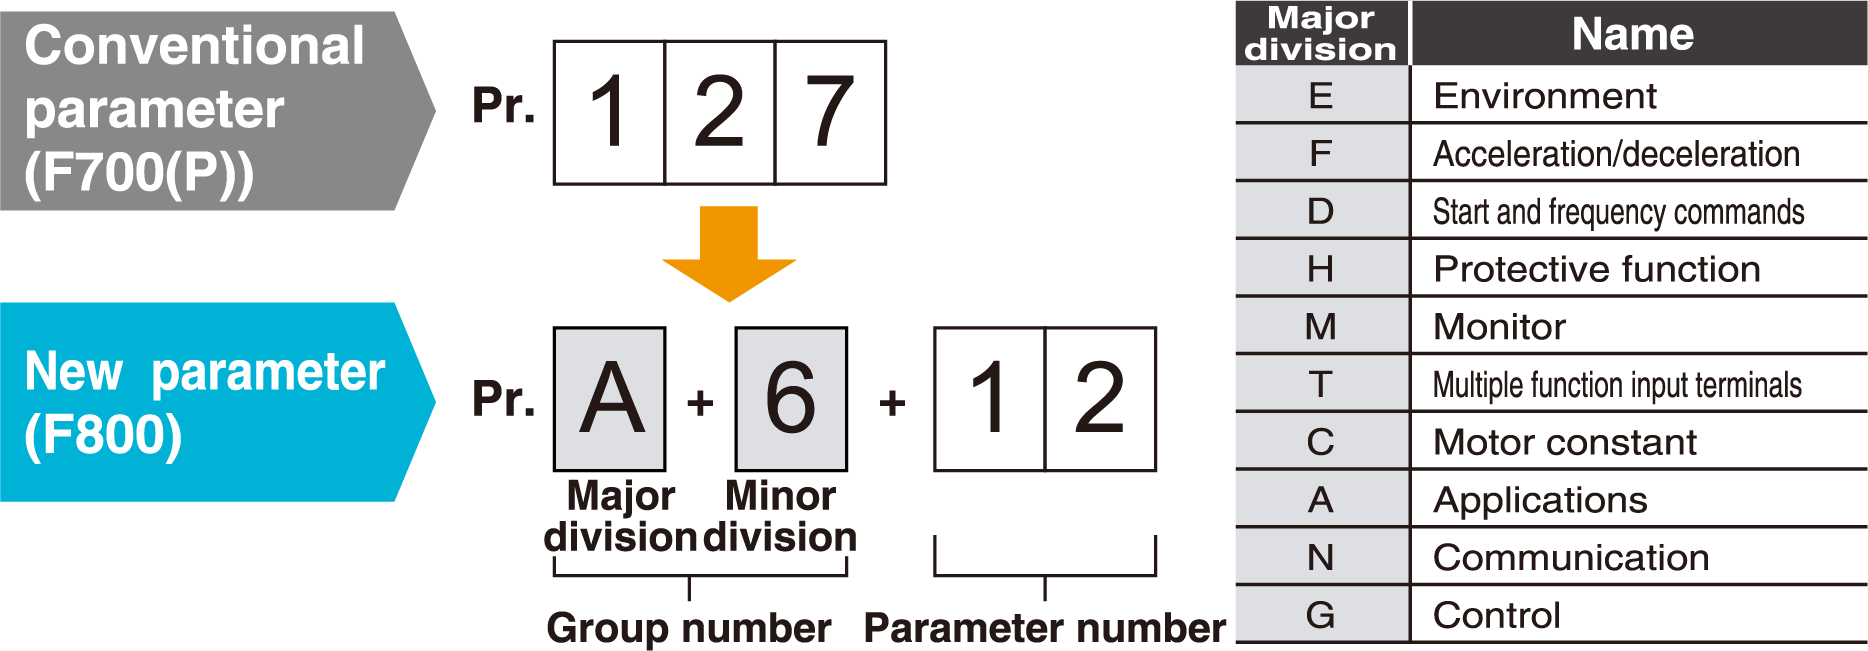 Conventional
parameter
(F700(P))
Pr. 1 2 7
New parameter
(F800)
Pr. A + 6 + 1 2
Major
division
Minor
division
Group number
Parameter number
Major
division
Name
E Environment
F Acceleration/deceleration
D Start and frequency commands
H Protective function
M Monitor
T Multiple function input terminals
C Motor constant
A Applications
N Communication
G Control